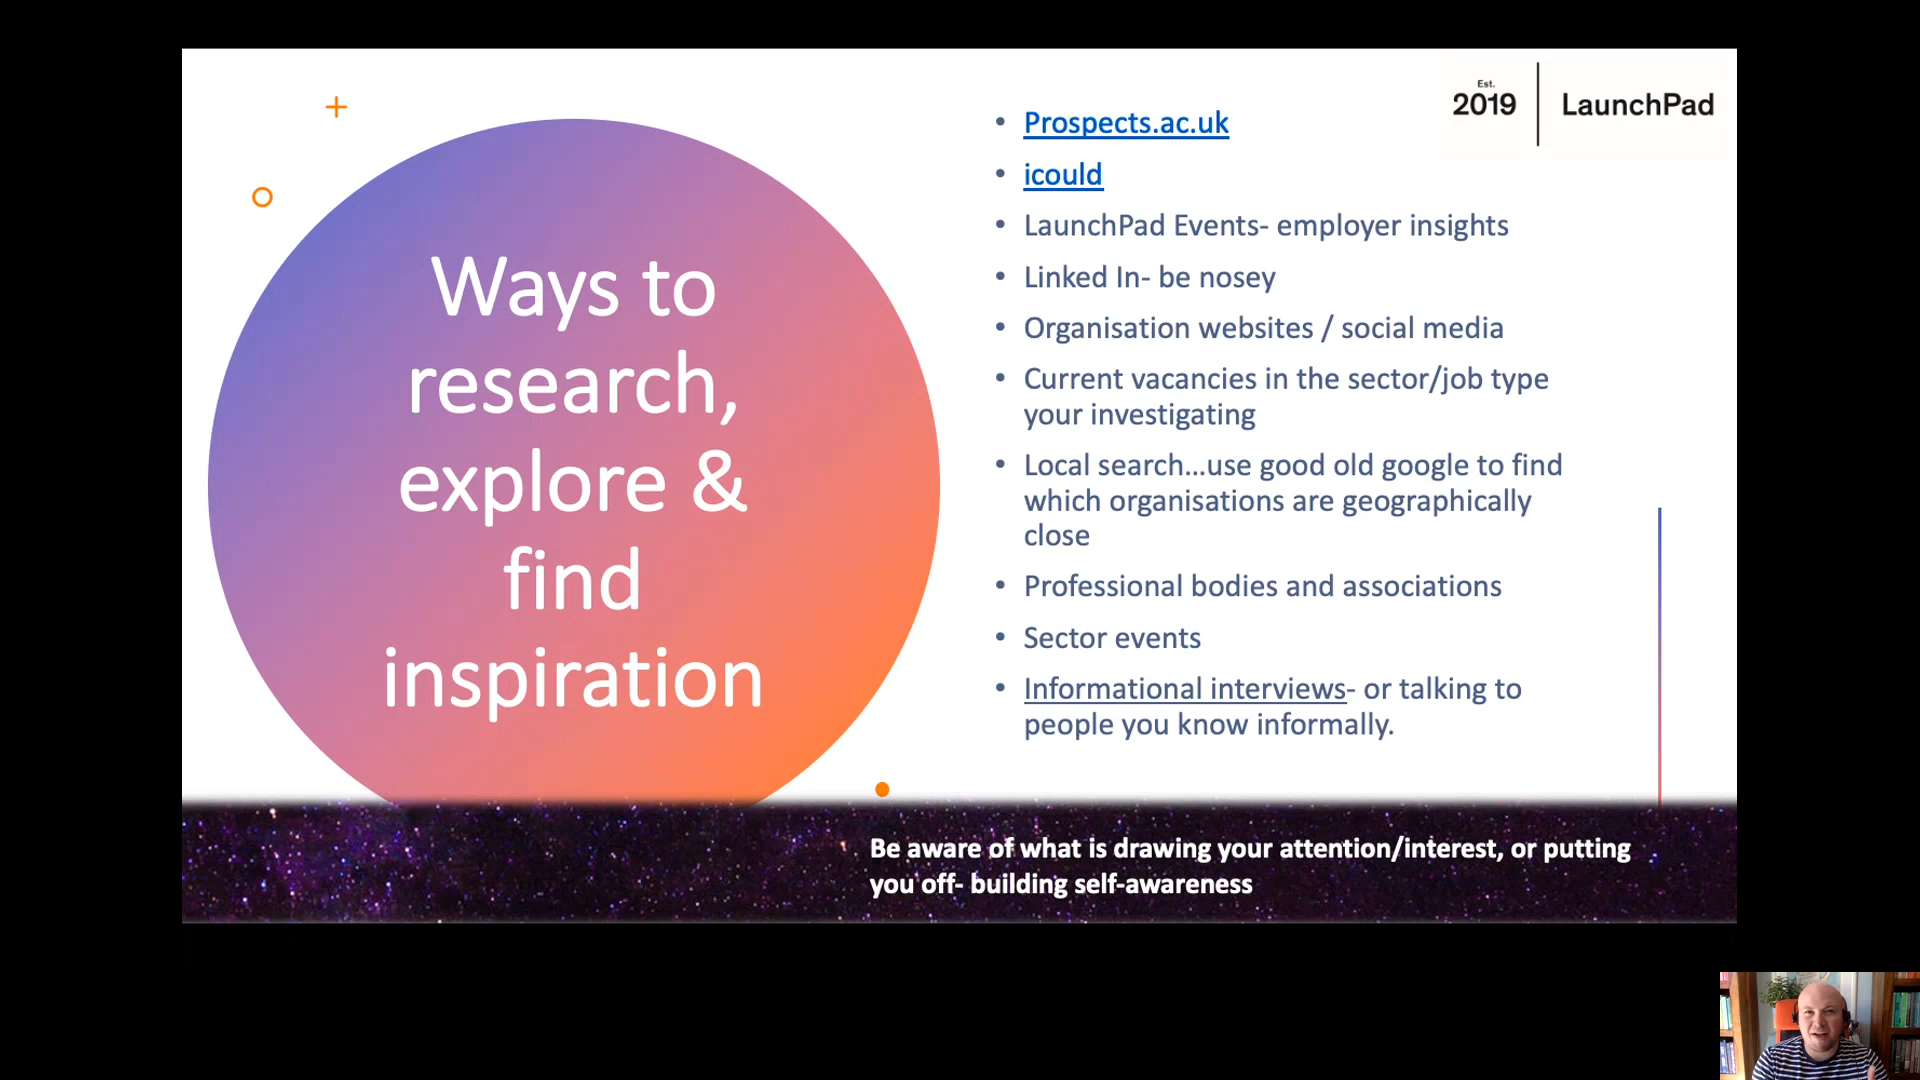 Ways to
research,
explore &
find
inspiration
Est.
2019
LaunchPad
• Prospects.ac.uk
• icould
• LaunchPad Events- employer insights
• Linked In- be nosey
• Organisation websites / social media
• Current vacancies in the sector/job type
your investigating
• Local search...use good old google to find
which organisations are geographically
close
• Professional bodies and associations
• Sector events
• Informational interviews- or talking to
people you know informally.
Be aware of what is drawing your attention/interest, or putting
you off- building self-awareness